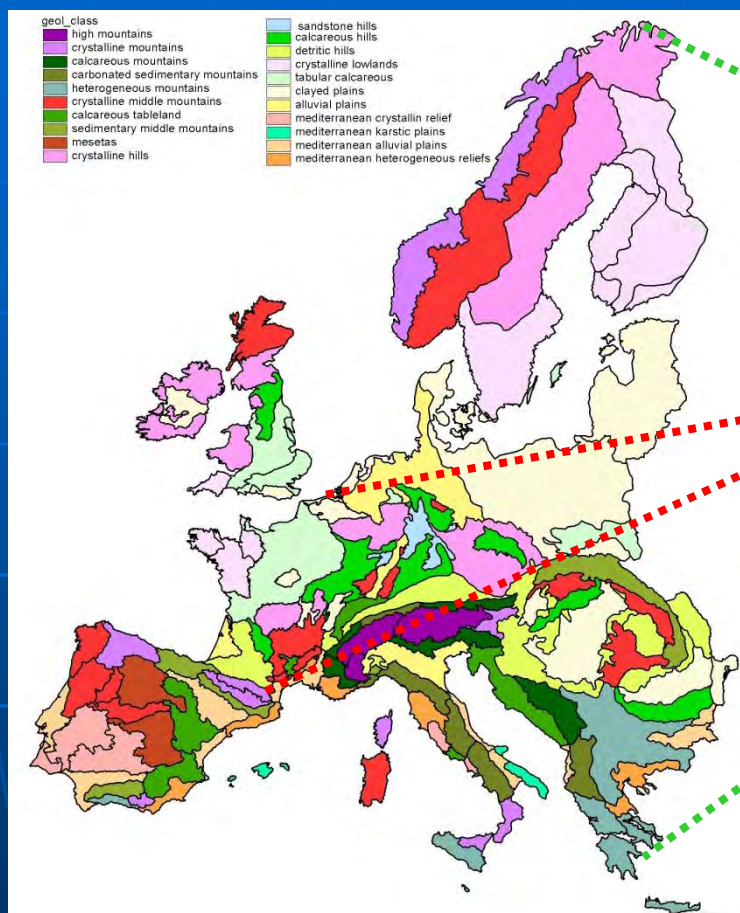 geol_class
high mountains
crystalline mountains
calcareous mountains
carbonated sedimentary mountains
heterogeneous mountains
crystalline middle mountains
calcareous tableland
sedimentary middle mountains
mesetas
crystalline hills
sandstone hills
calcareous hills
detritic hills
crystalline lowlands
tabular calcareous
clayed plains
alluvial plains
mediterranean crystallin relief
mediterranean karstic plains
mediterranean alluvial plains
mediterranean heterogeneous reliefs